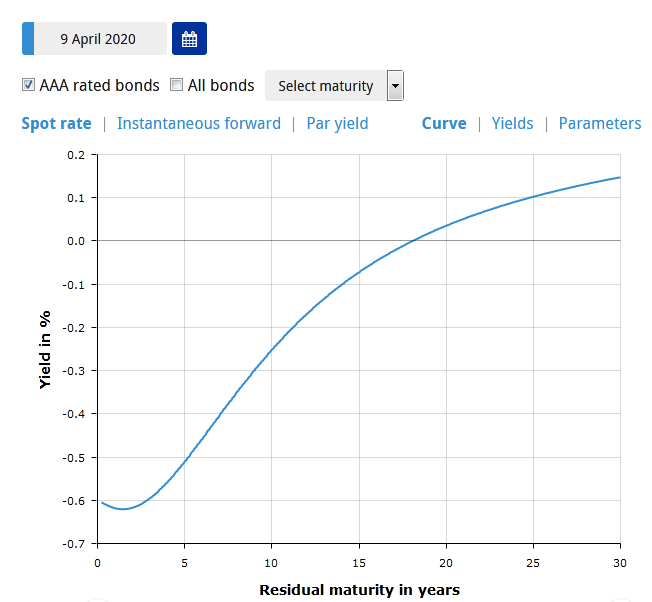 9 April 2020
AAA rated bonds All bonds Select maturity
Spot rate | Instantaneous forward | Par yield Curve | Yields | Parameters
0.2
0.1
0.0
-0.1
-0.2
-0.3
-0.4
-0.5
-0.6
-0.7
Yield in %
0 5 10 15 20 25 30
Residual maturity in years